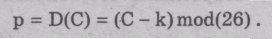 p = D(C) = (C – k) mod(26) .